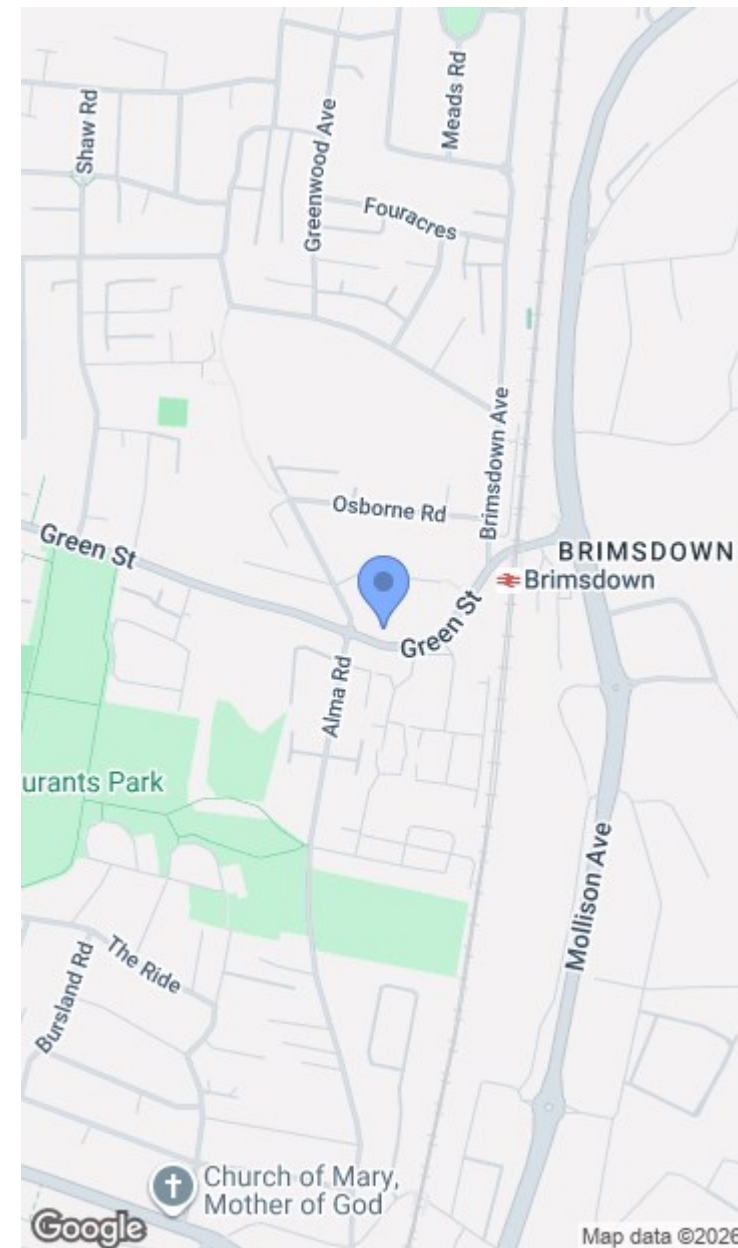 Shaw Rd
Greenwood Ave
Meads Rd
Fouracres
Brimsdown Ave
Osborne Rd
Green St
BRIMSDOWN
Brimsdown
Green St
Alma Rd
urants Park
Mollison Ave
The Ride
Bursland Rd
Church of Mary,
Mother of God
Google
Map data ©2026